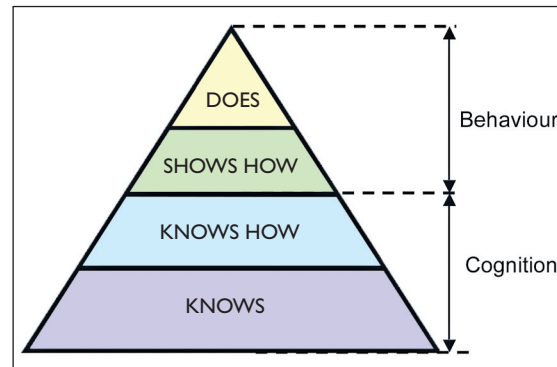 DOES
Behaviour
SHOWS HOW
KNOWS HOW
Cognition
KNOWS